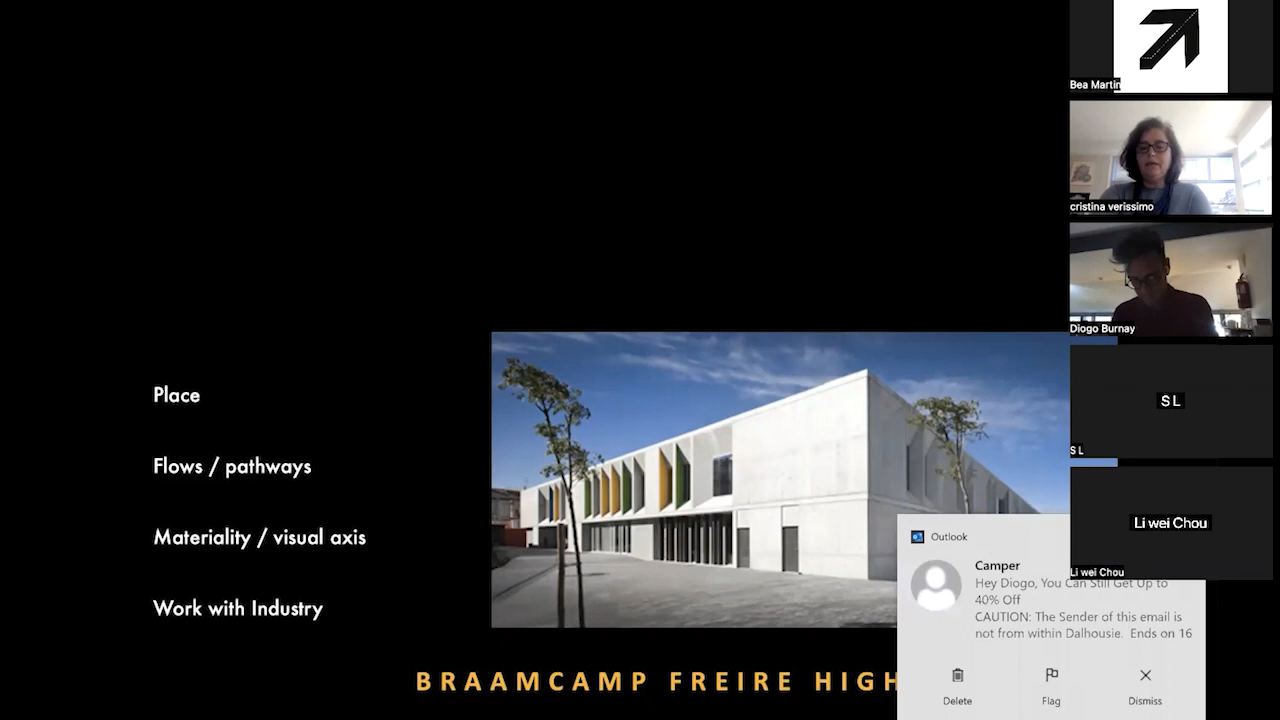 Place
Flows / pathways
Materiality / visual axis
Work with Industry
BRAAMCAMP FREIRE HIGH
Bea Martin
cristina verissimo
Diogo Burnay
S L
S L
Li wei Chou
Li wei Chou
Outlook
Camper
Hey Diogo, You Can Still Get Up to
40% Off
CAUTION: The Sender of this email is
not from within Dalhousie. Ends on 16
Delete
Flag
Dismiss